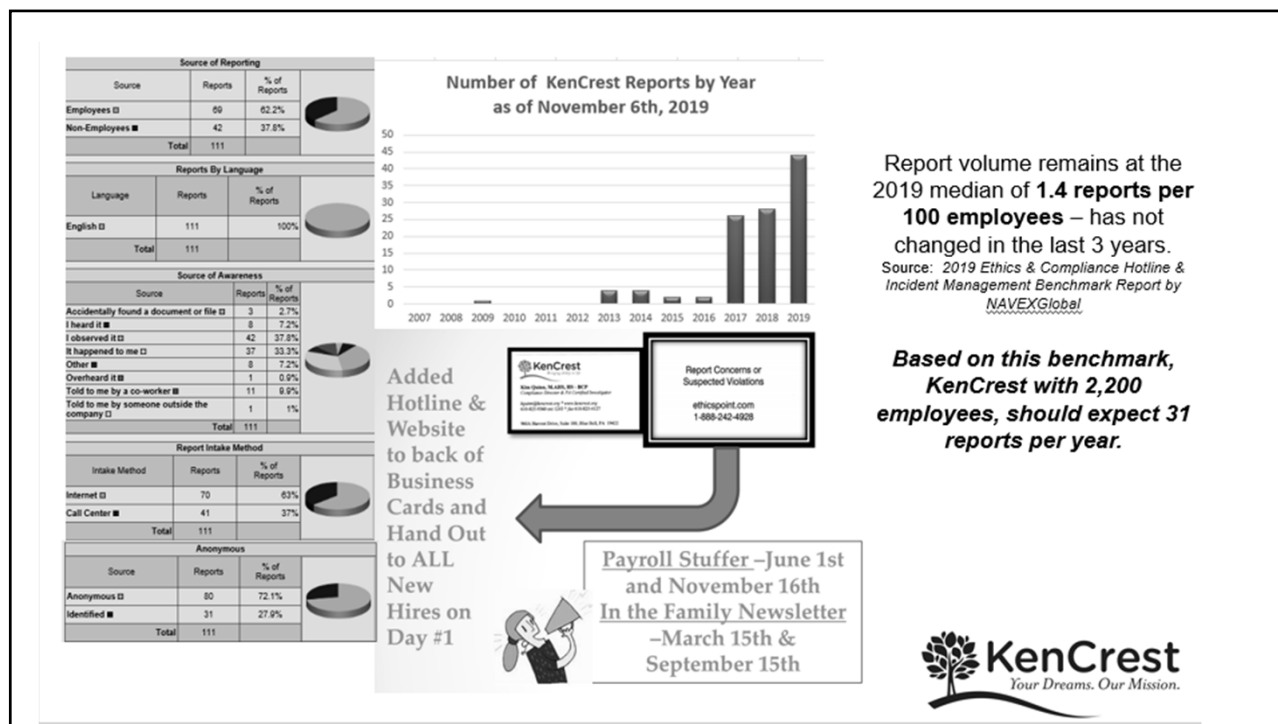 Source of Reporting
Source Reports % of Reports
Employees 69 62.2%
Non-Employees 42 37.8%
Total 111
Reports By Language
Language Reports % of Reports
English 111 100%
Total 111
Source of Awareness
Source Reports % of Reports
Accidentally found a document or file 3 2.7%
I heard it 8 7.2%
I observed it 42 37.8%
It happened to me 37 33.3%
Other 8 7.2%
Overheard it 1 0.9%
Told to me by a co-worker 11 9.9%
Told to me by someone outside the
company 1 1%
Total 111
Report Intake Method
Intake Method Reports % of Reports
Internet 70 63%
Call Center 41 37%
Total 111
Anonymous
Source Reports % of Reports
Anonymous 80 72.1%
Identified 31 27.9%
Total 111
Number of KenCrest Reports by Year
as of November 6th, 2019
50
45
40
35
30
25
20
15
10
5
0
2007 2008 2009 2010 2011 2012 2013 2014 2015 2016 2017 2018 2019
Added
Hotline &
Website
to back of
Business
Cards and
Hand Out
to ALL
New
Hires on
Day #1
KenCrest
Report Concerns or
Suspected Violations
ethicspoint.com
1-888-242-4928
Payroll Stuffer –June 1st
and November 16th
In the Family Newsletter
–March 15th &
September 15th
Report volume remains at the
2019 median of 1.4 reports per
100 employees – has not
changed in the last 3 years.
Source: 2019 Ethics & Compliance Hotline &
Incident Management Benchmark Report by
NAVEXGlobal
Based on this benchmark,
KenCrest with 2,200
employees, should expect 31
reports per year.
KenCrest
Your Dreams. Our Mission.